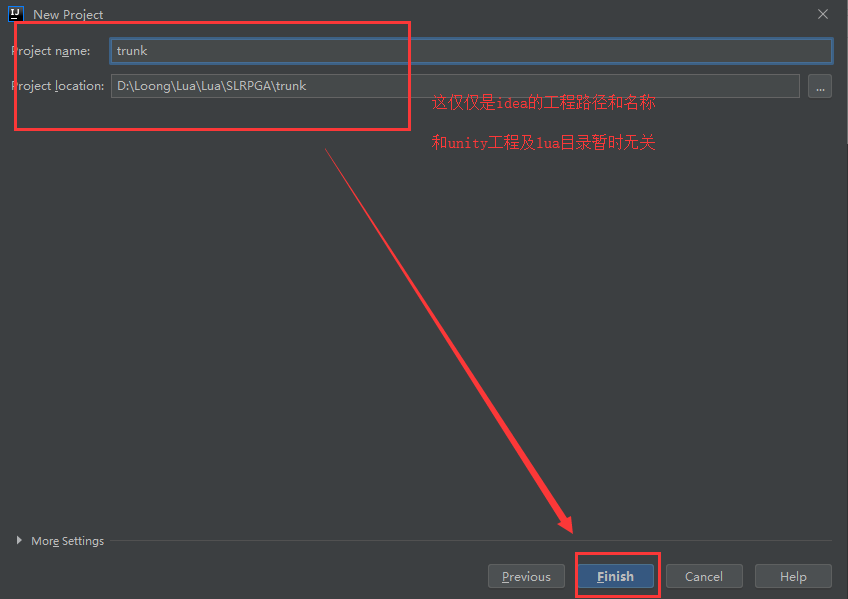 IJ
New Project
Project name:
trunk
Project location:
D:\Loong\Lua\Lua\SLRPGA\trunk
...
这仅仅是idea的工程路径和名称
和unity工程及lua目录暂时无关
More Settings
Previous
Finish
Cancel
Help